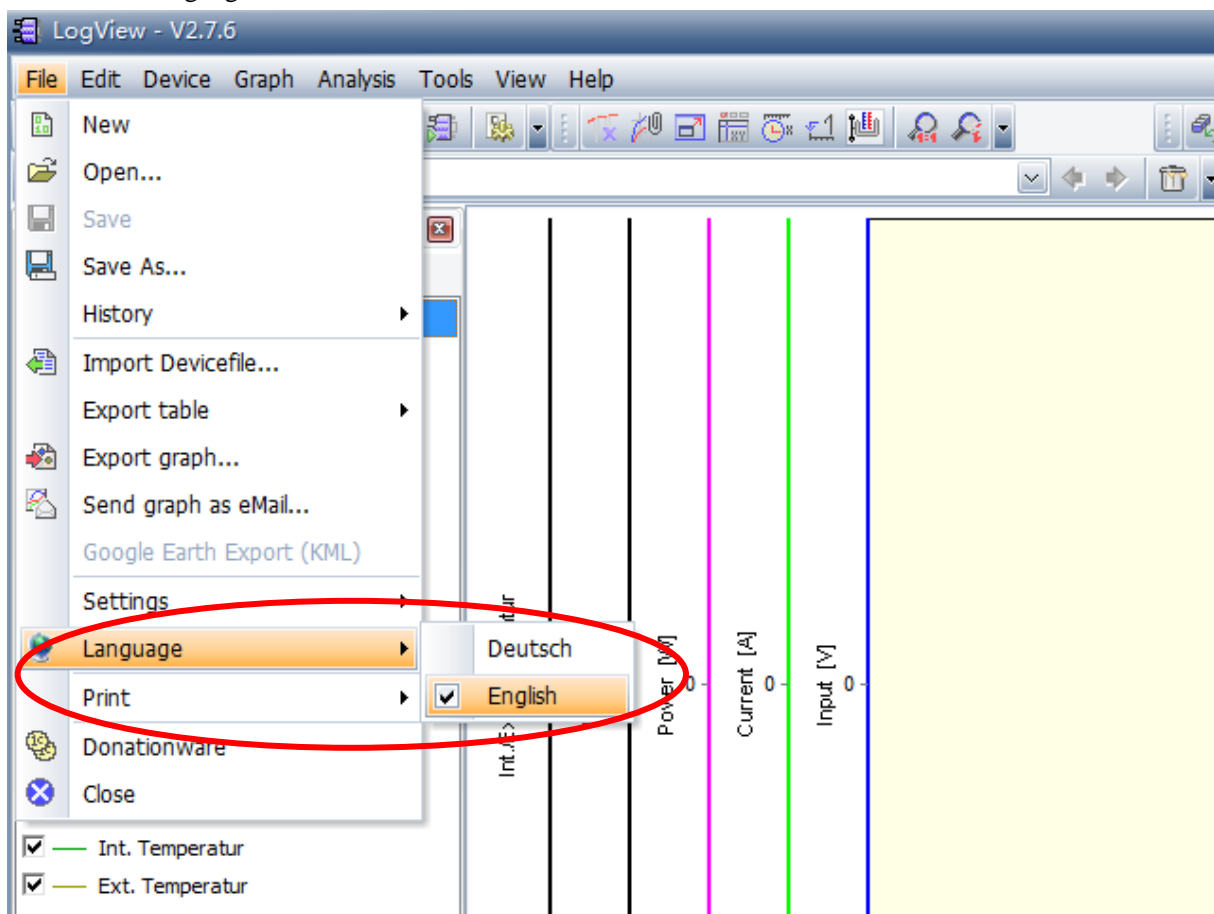 LogView - V2.7.6
File Edit Device Graph Analysis Tools View Help
New
Open...
Save
Save As...
History
Import Devicefile...
Export table
Export graph...
Send graph as eMail...
Google Earth Export (KML)
Settings
Language
Deutsch
Print
English
Donationware
Close
Int. Temperatur
Ext. Temperatur
Power [W]
0
Current [A]
0
Input [V]
0